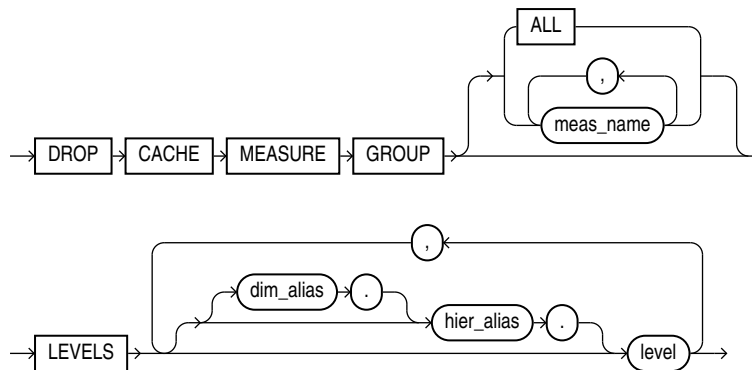 ALL
,
meas_name
DROP CACHE MEASURE GROUP
,
dim_alias .
hier_alias .
LEVELS level